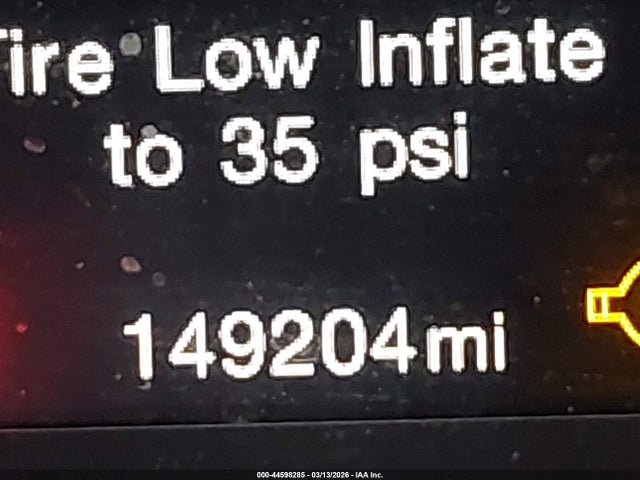 Tire Low Inflate
to 35 psi
149204mi
000-44598285 - 03/13/2026 - IAA Inc.